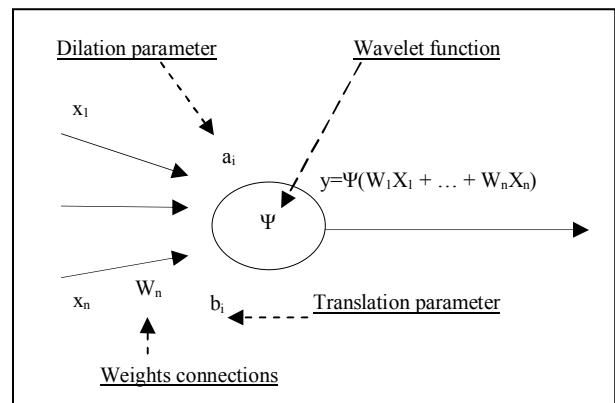 Dilation parameter
Wavelet function
x₁
aᵢ
y=Ψ(W₁X₁ + … + WₙXₙ)
Ψ
xₙ
Wₙ
bᵢ
Translation parameter
Weights connections